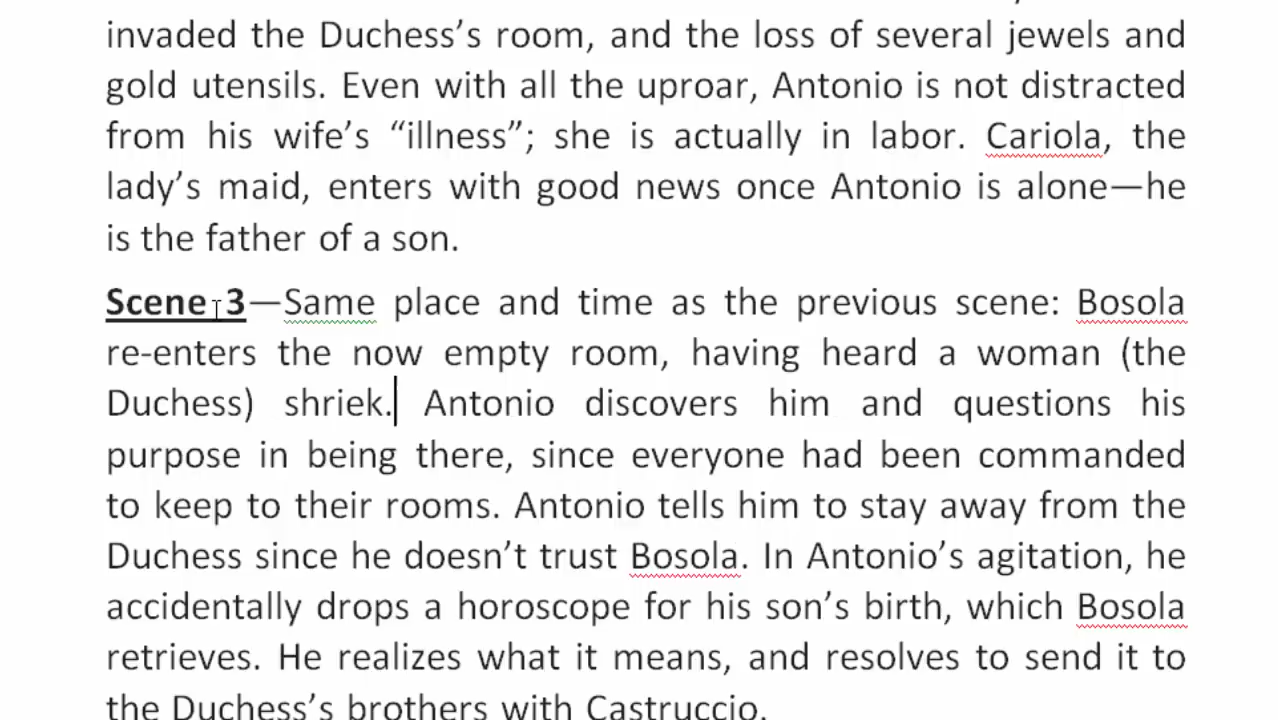 invaded the Duchess’s room, and the loss of several jewels and
gold utensils. Even with all the uproar, Antonio is not distracted
from his wife’s “illness”; she is actually in labor. Cariola, the
lady’s maid, enters with good news once Antonio is alone—he
is the father of a son.
Scene 3—Same place and time as the previous scene: Bosola
re-enters the now empty room, having heard a woman (the
Duchess) shriek. Antonio discovers him and questions his
purpose in being there, since everyone had been commanded
to keep to their rooms. Antonio tells him to stay away from the
Duchess since he doesn’t trust Bosola. In Antonio’s agitation, he
accidentally drops a horoscope for his son’s birth, which Bosola
retrieves. He realizes what it means, and resolves to send it to
the Duchess’s brothers with Castruccio.